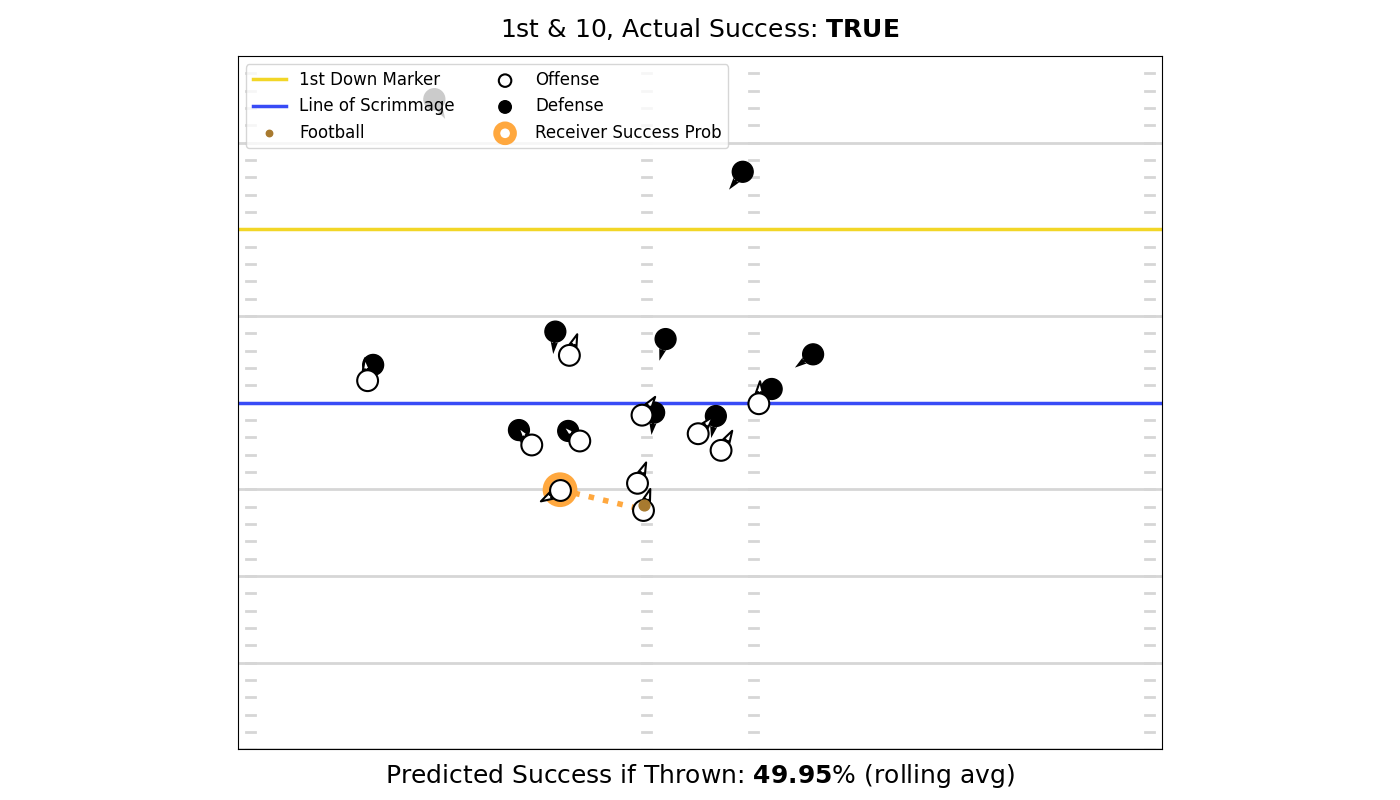 1st & 10, Actual Success: TRUE
1st Down Marker
Line of Scrimmage
Football
Offense
Defense
Receiver Success Prob
Predicted Success if Thrown: 49.95% (rolling avg)